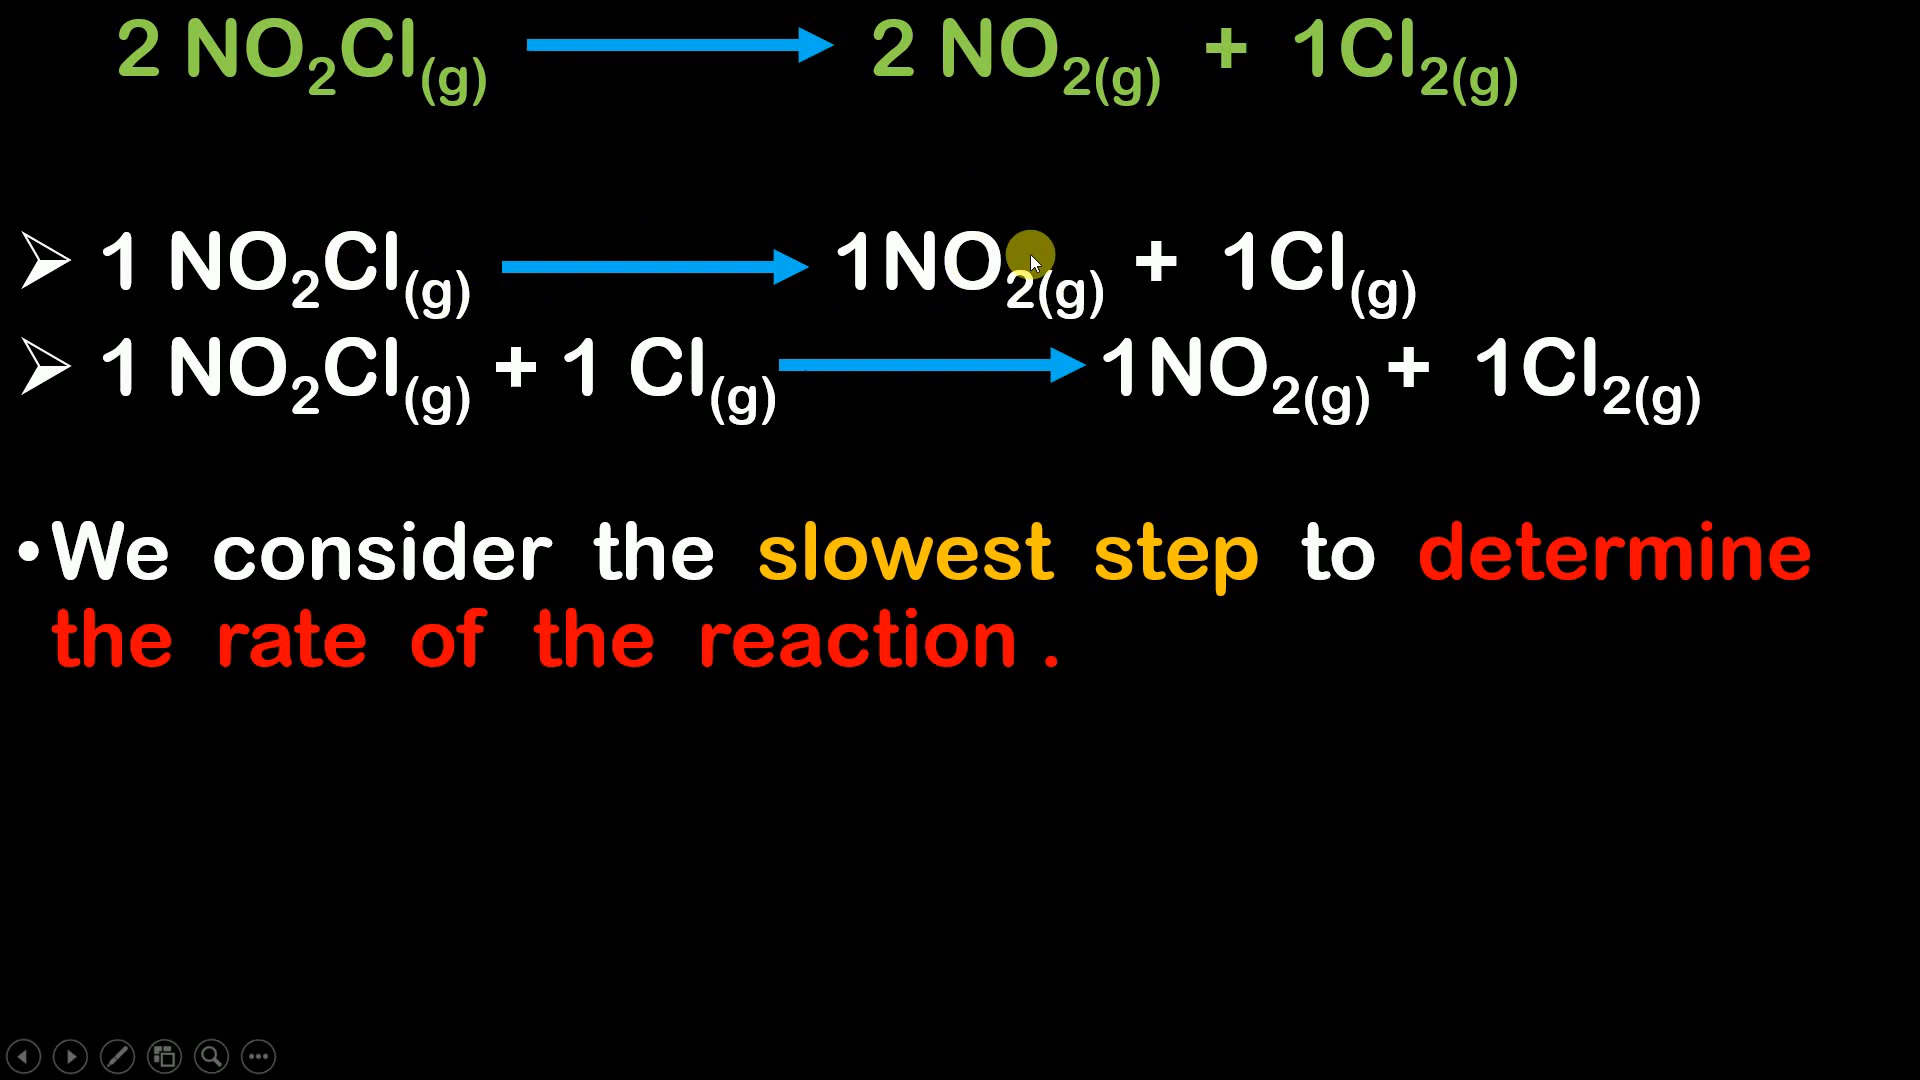 2 NO₂Cl₍g₎ → 2 NO₂₍g₎ + 1Cl₂₍g₎
➢ 1 NO₂Cl₍g₎ → 1NO₂₍g₎ + 1Cl₍g₎
➢ 1 NO₂Cl₍g₎ + 1 Cl₍g₎ → 1NO₂₍g₎ + 1Cl₂₍g₎
•We consider the slowest step to determine
the rate of the reaction .